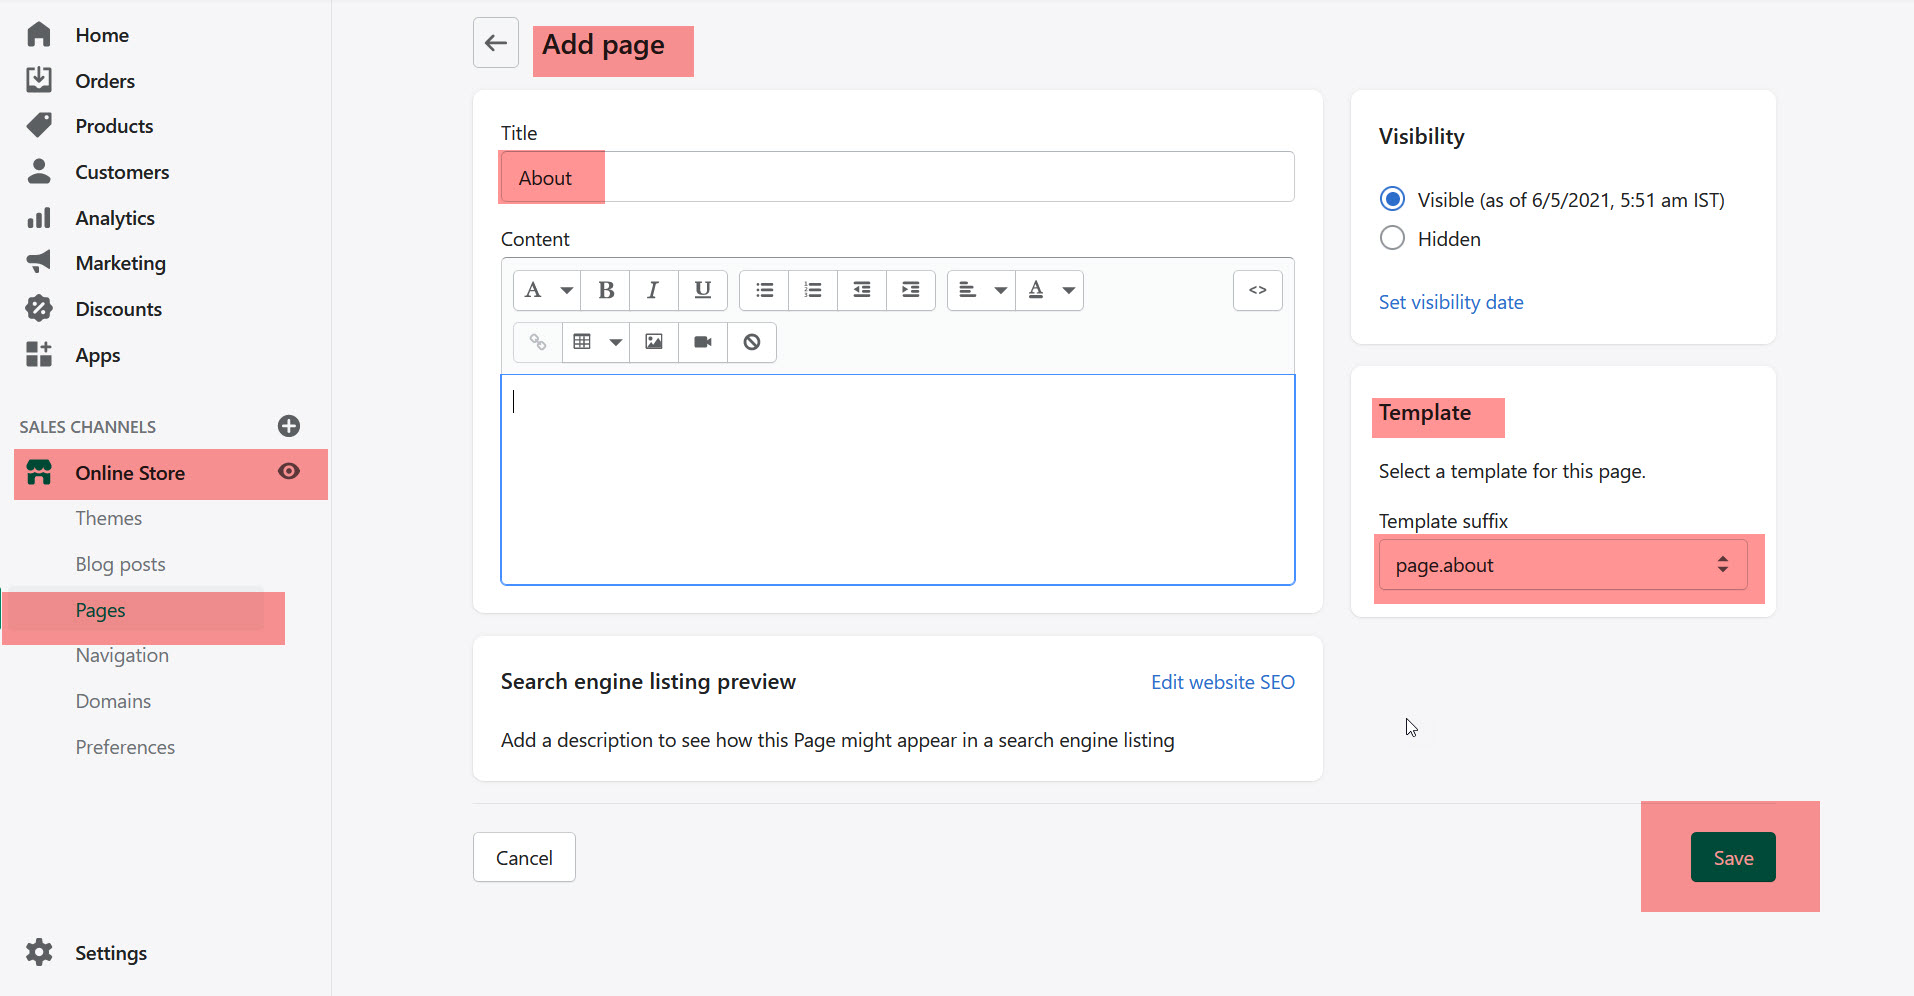 Home
Orders
Products
Customers
Analytics
Marketing
Discounts
Apps
SALES CHANNELS
Online Store
Themes
Blog posts
Pages
Navigation
Domains
Preferences
Settings
Add page
Title
About
Content
A B I U A <>
Search engine listing preview
Edit website SEO
Add a description to see how this Page might appear in a search engine listing
Cancel
Save
Visibility
Visible (as of 6/5/2021, 5:51 am IST)
Hidden
Set visibility date
Template
Select a template for this page.
Template suffix
page.about